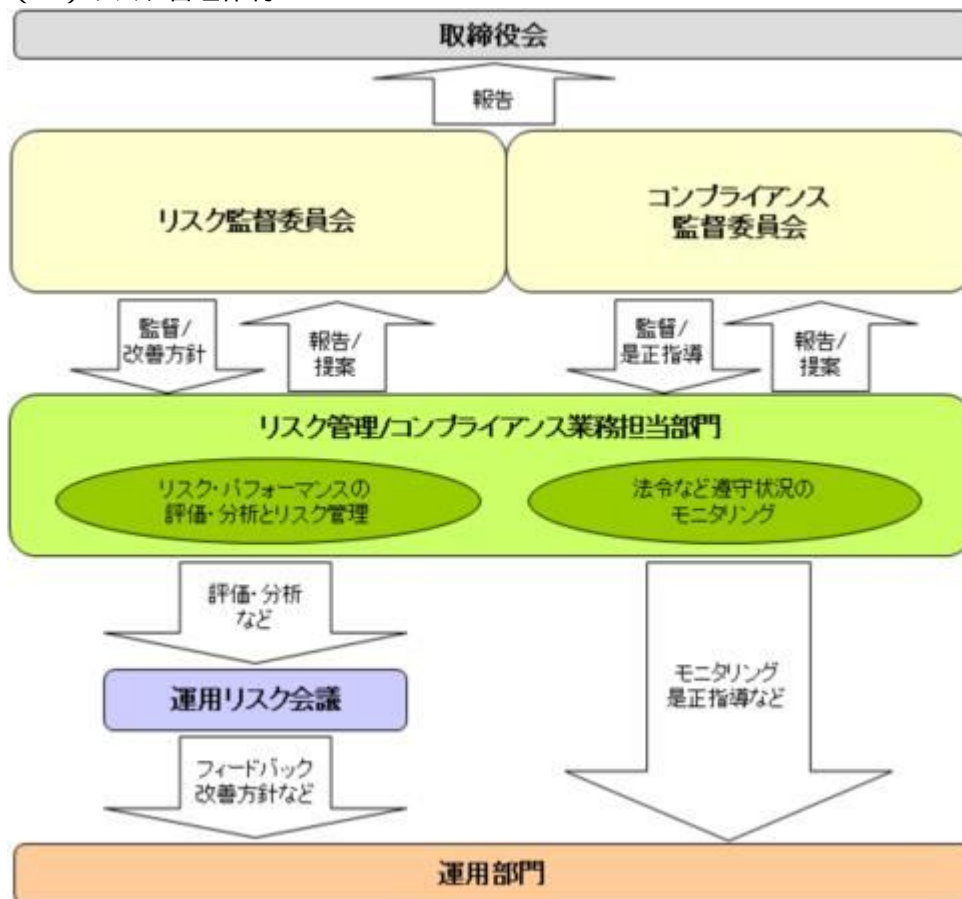 取締役会
報告
リスク監督委員会
コンプライアンス
監督委員会
監督/
改善方針
報告/
提案
監督/
是正指導
報告/
提案
リスク管理/コンプライアンス業務担当部門
リスク・パフォーマンスの
評価・分析とリスク管理
法令など遵守状況の
モニタリング
評価・分析
など
運用リスク会議
モニタリング
是正指導など
フィードバック
改善方針など
運用部門